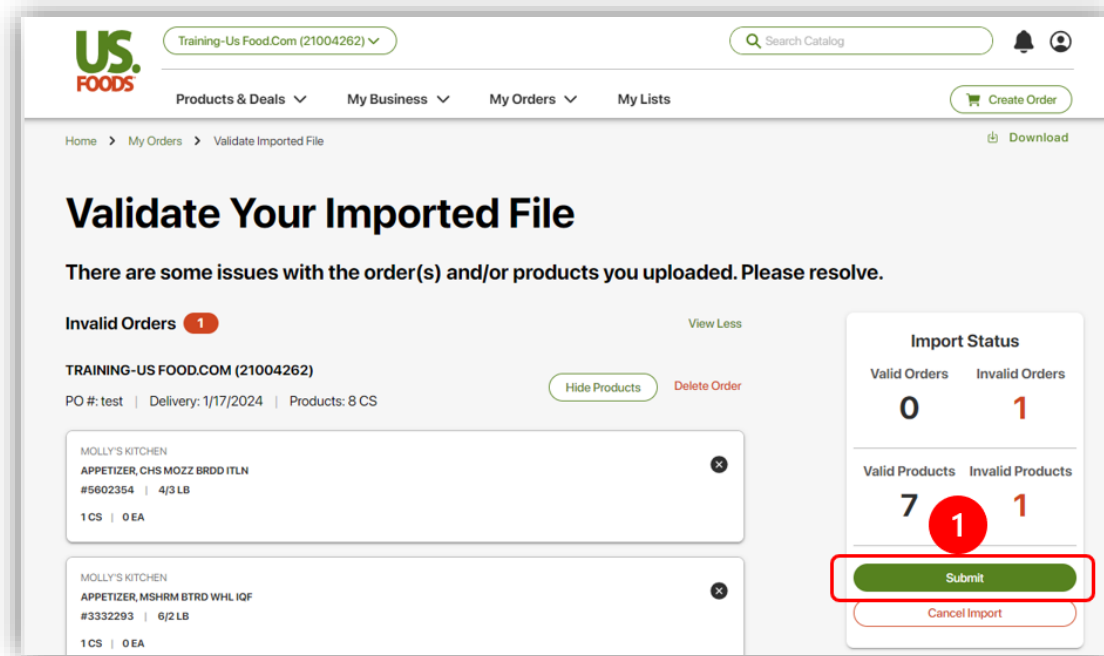 US.
FOODS
Training-Us Food.Com (21004262)
Search Catalog
Products & Deals
My Business
My Orders
My Lists
Create Order
Home > My Orders > Validate Imported File
Download
Validate Your Imported File
There are some issues with the order(s) and/or products you uploaded. Please resolve.
Invalid Orders 1
View Less
TRAINING-US FOOD.COM (21004262)
PO #: test | Delivery: 1/17/2024 | Products: 8 CS
Hide Products
Delete Order
MOLLY'S KITCHEN
APPETIZER, CHS MOZZ BRDD ITLN
#5602354 | 4/3 LB
1 CS | 0 EA
MOLLY'S KITCHEN
APPETIZER, MSHRM BTRD WHL IQF
#3332293 | 6/2 LB
1 CS | 0 EA
Import Status
Valid Orders Invalid Orders
0 1
Valid Products Invalid Products
7 1
1
Submit
Cancel Import